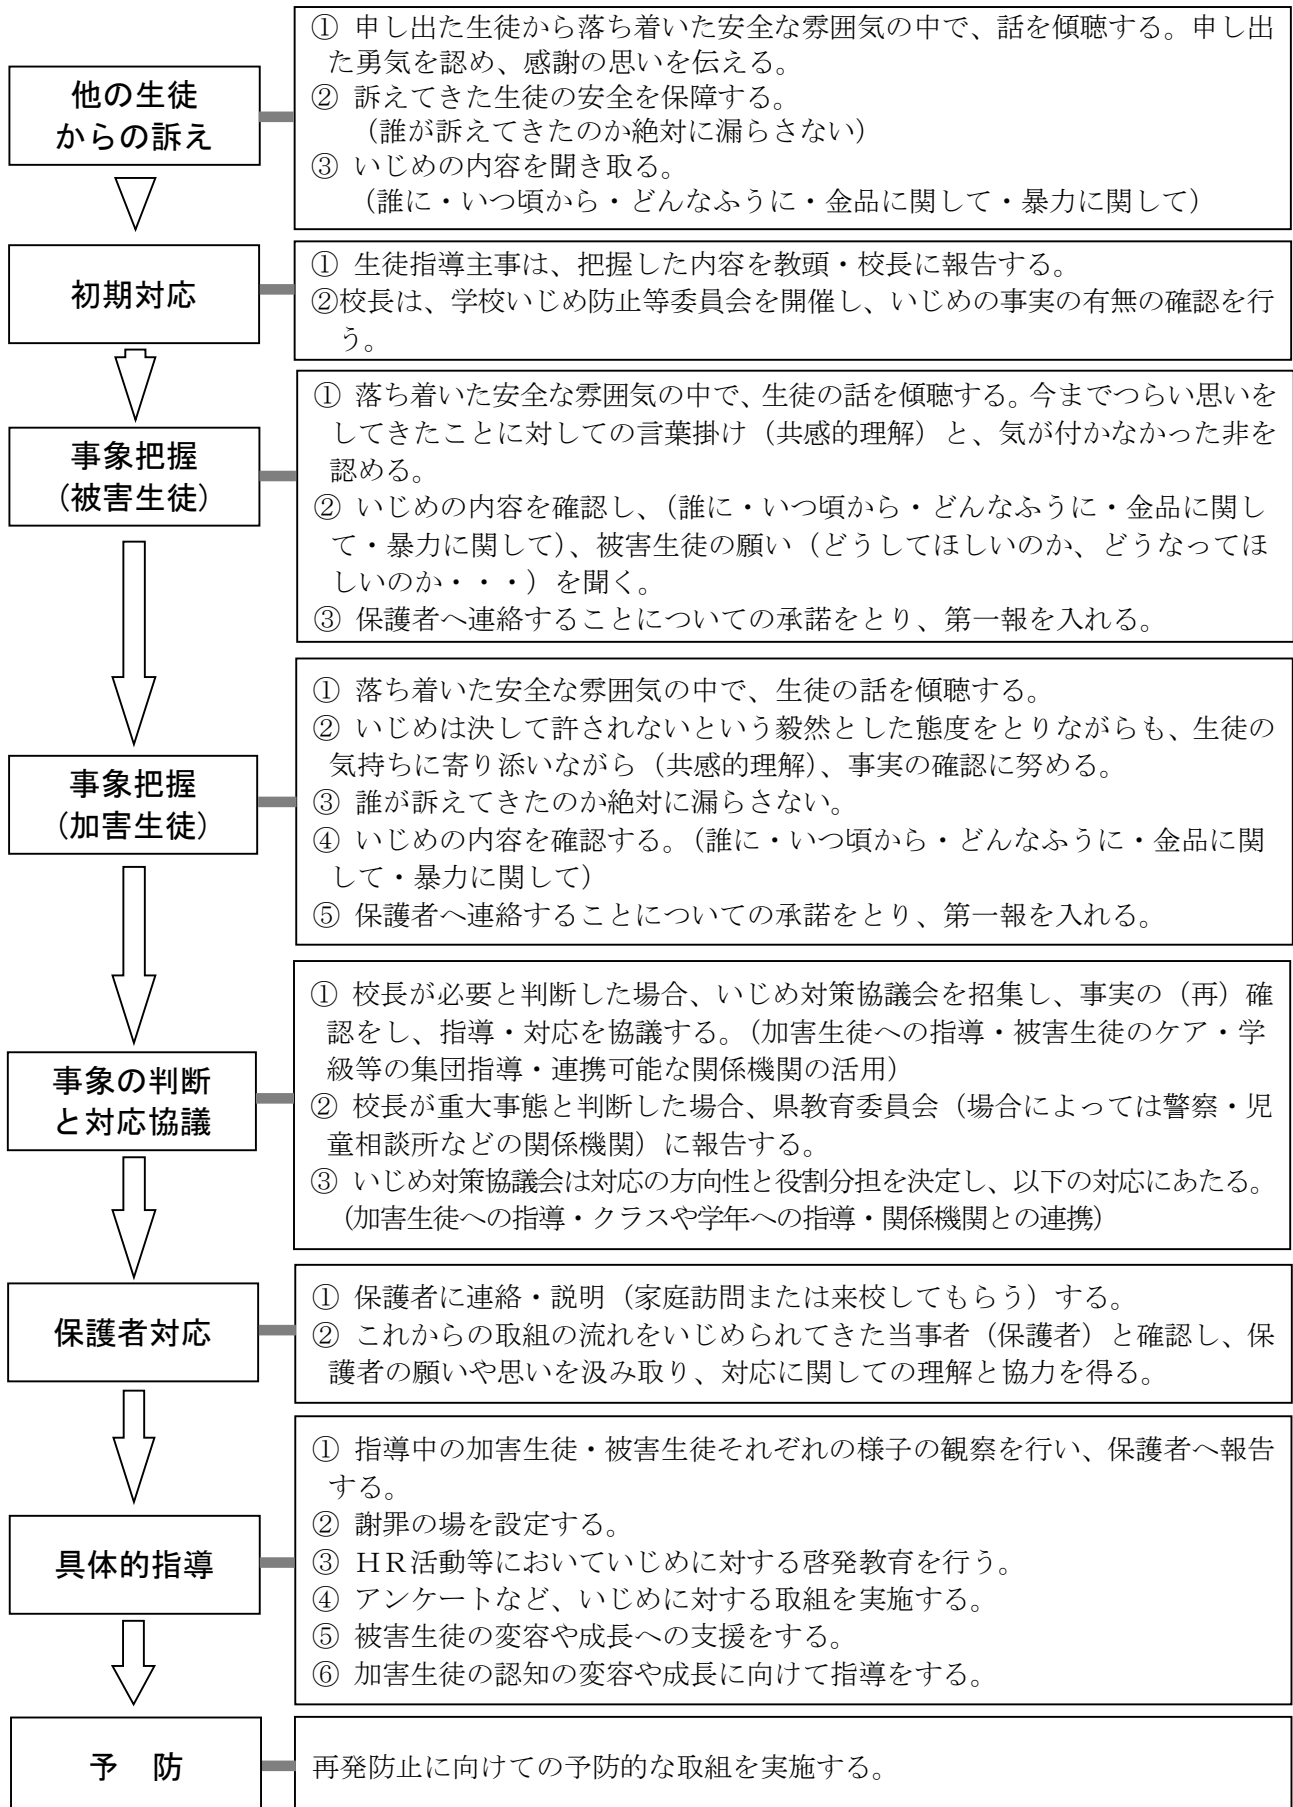 他の生徒
からの訴え
① 申し出た生徒から落ち着いた安全な雰囲気の中で、話を傾聴する。申し出
た勇気を認め、感謝の思いを伝える。
② 訴えてきた生徒の安全を保障する。
（誰が訴えてきたのか絶対に漏らさない）
③ いじめの内容を聞き取る。
（誰に・いつ頃から・どんなふうに・金品に関して・暴力に関して）
初期対応
① 生徒指導主事は、把握した内容を教頭・校長に報告する。
②校長は、学校いじめ防止等委員会を開催し、いじめの事実の有無の確認を行
う。
事象把握
（被害生徒）
① 落ち着いた安全な雰囲気の中で、生徒の話を傾聴する。今までつらい思いを
してきたことに対しての言葉掛け（共感的理解）と、気が付かなかった非を
認める。
② いじめの内容を確認し、（誰に・いつ頃から・どんなふうに・金品に関し
て・暴力に関して）、被害生徒の願い（どうしてほしいのか、どうなってほ
しいのか・・・）を聞く。
③ 保護者へ連絡することについての承諾をとり、第一報を入れる。
事象把握
（加害生徒）
① 落ち着いた安全な雰囲気の中で、生徒の話を傾聴する。
② いじめは決して許されないという毅然とした態度をとりながらも、生徒の
気持ちに寄り添いながら（共感的理解）、事実の確認に努める。
③ 誰が訴えてきたのか絶対に漏らさない。
④ いじめの内容を確認する。（誰に・いつ頃から・どんなふうに・金品に関
して・暴力に関して）
⑤ 保護者へ連絡することについての承諾をとり、第一報を入れる。
事象の判断
と対応協議
① 校長が必要と判断した場合、いじめ対策協議会を招集し、事実の（再）確
認をし、指導・対応を協議する。（加害生徒への指導・被害生徒のケア・学
級等の集団指導・連携可能な関係機関の活用）
② 校長が重大事態と判断した場合、県教育委員会（場合によっては警察・児
童相談所などの関係機関）に報告する。
③ いじめ対策協議会は対応の方向性と役割分担を決定し、以下の対応にあたる。
（加害生徒への指導・クラスや学年への指導・関係機関との連携）
保護者対応
① 保護者に連絡・説明（家庭訪問または来校してもらう）する。
② これからの取組の流れをいじめられてきた当事者（保護者）と確認し、保
護者の願いや思いを汲み取り、対応に関しての理解と協力を得る。
具体的指導
① 指導中の加害生徒・被害生徒それぞれの様子の観察を行い、保護者へ報告
する。
② 謝罪の場を設定する。
③ ＨＲ活動等においていじめに対する啓発教育を行う。
④ アンケートなど、いじめに対する取組を実施する。
⑤ 被害生徒の変容や成長への支援をする。
⑥ 加害生徒の認知の変容や成長に向けて指導をする。
予　防
再発防止に向けての予防的な取組を実施する。